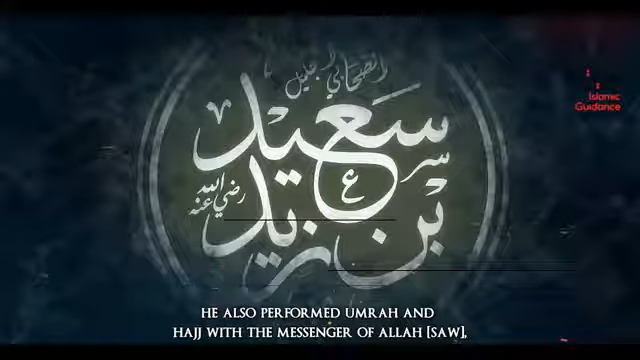 الصحابي الجليل
سَعيد
بن زيد
رضي الله عنه
Islamic
Guidance
HE ALSO PERFORMED UMRAH AND
HAJJ WITH THE MESSENGER OF ALLAH [SAW],